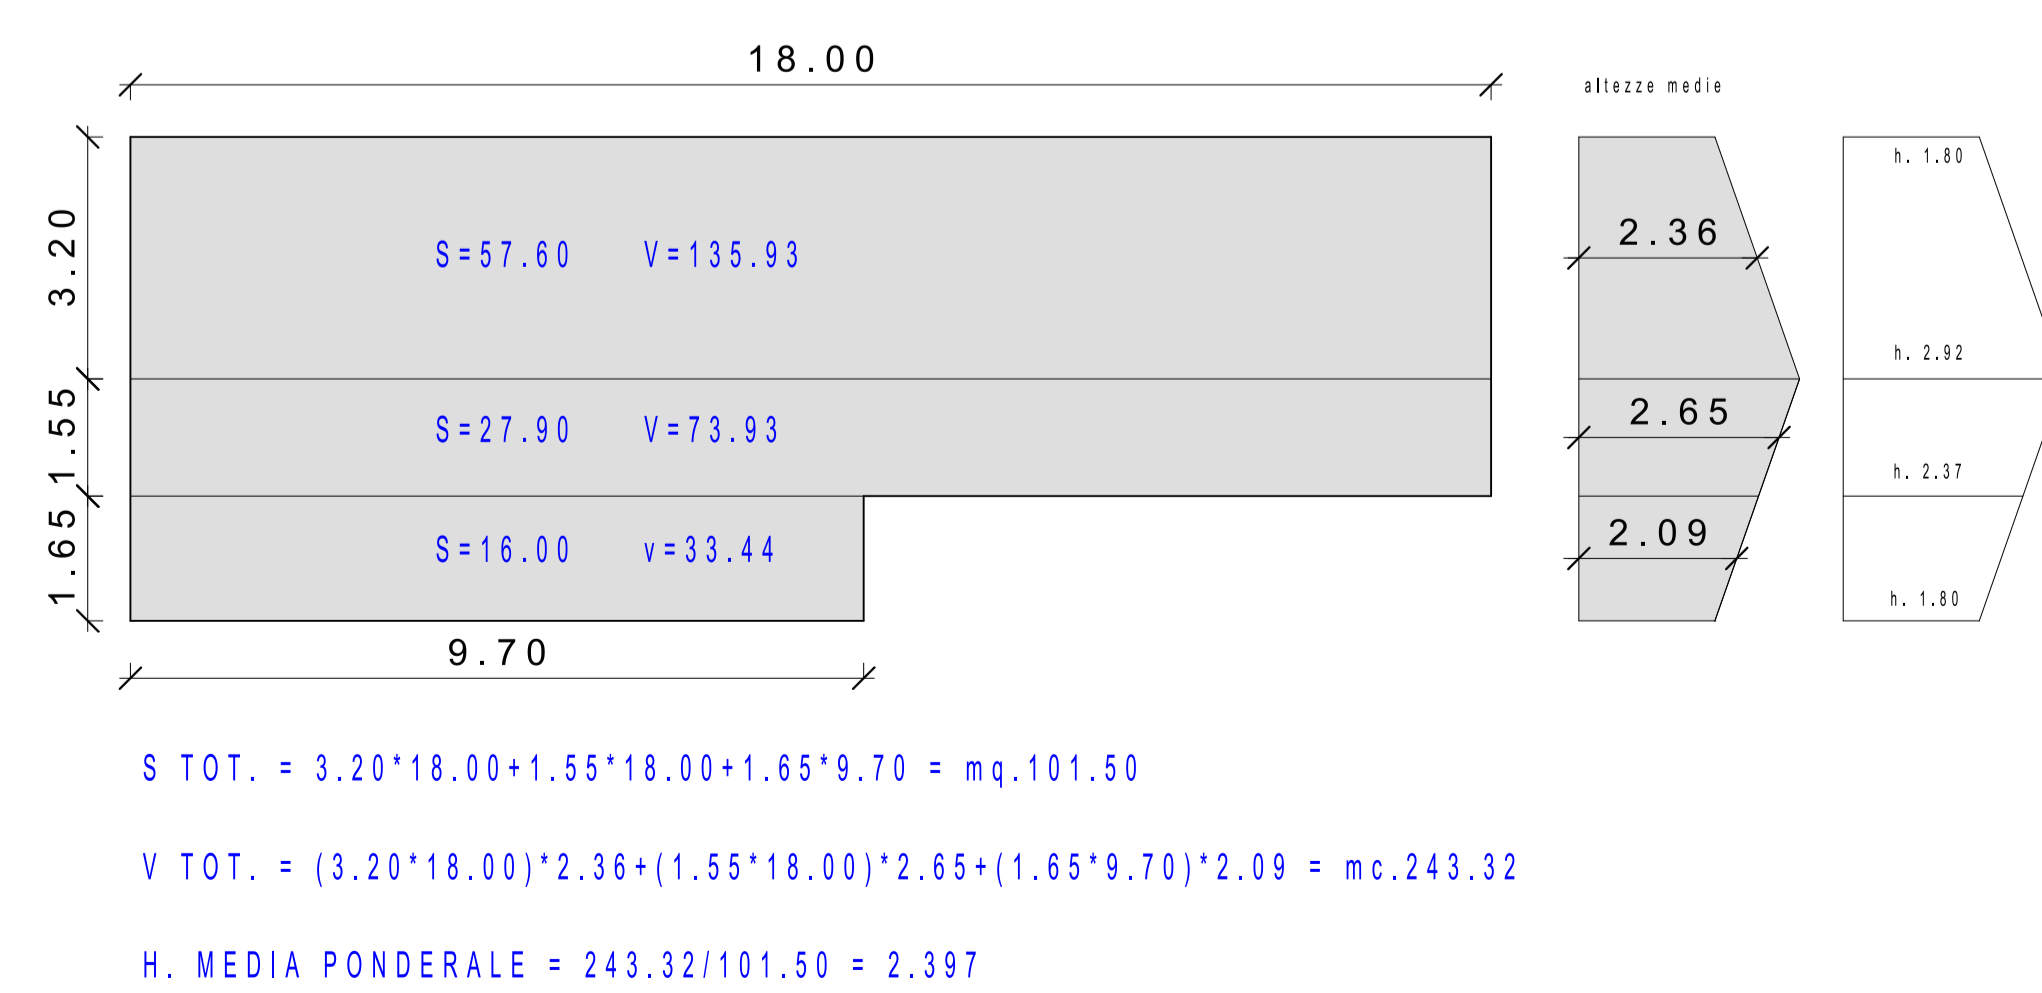 18.00
altezze medie
3.20
S=57.60 V=135.93
2.36
h. 1.80
h. 2.92
1.55
S=27.90 V=73.93
2.65
h. 2.37
1.65
S=16.00 v=33.44
2.09
h. 1.80
9.70
S TOT. = 3.20*18.00+1.55*18.00+1.65*9.70 = mq.101.50
V TOT. = (3.20*18.00)*2.36+(1.55*18.00)*2.65+(1.65*9.70)*2.09 = mc.243.32
H. MEDIA PONDERALE = 243.32/101.50 = 2.397